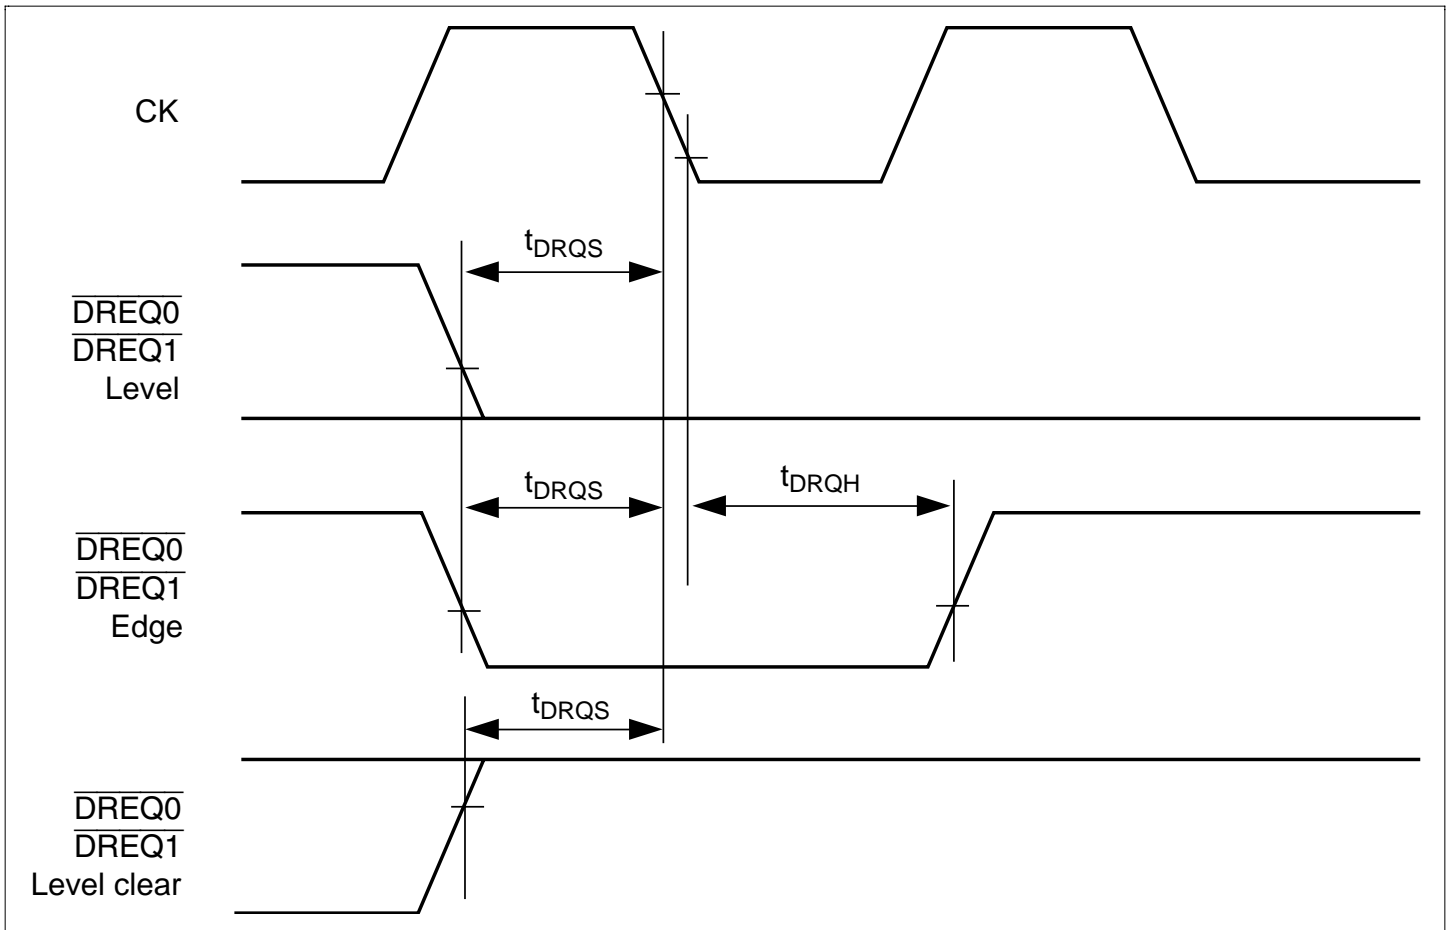 CK
tDRQS
DREQ0
DREQ1
Level
tDRQS
tDRQH
DREQ0
DREQ1
Edge
tDRQS
DREQ0
DREQ1
Level clear